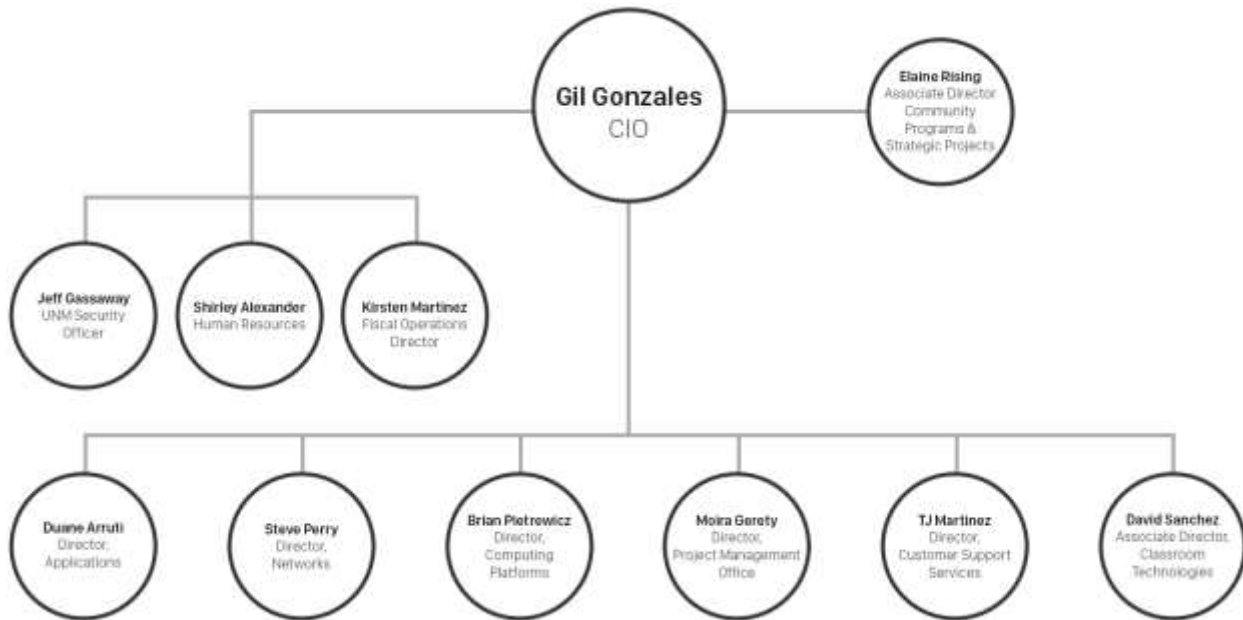 Gil Gonzales
CIO
Elaine Rising
Associate Director
Community
Programs &
Strategic Projects
Jeff Gassaway
UNM Security
Officer
Shirley Alexander
Human Resources
Kirsten Martinez
Fiscal Operations
Director
Duane Arruti
Director,
Applications
Steve Perry
Director,
Networks
Brian Pietrewicz
Director,
Computing
Platforms
Moira Gerety
Director,
Project Management
Office
TJ Martinez
Director,
Customer Support
Services
David Sanchez
Associate Director,
Classroom
Technologies